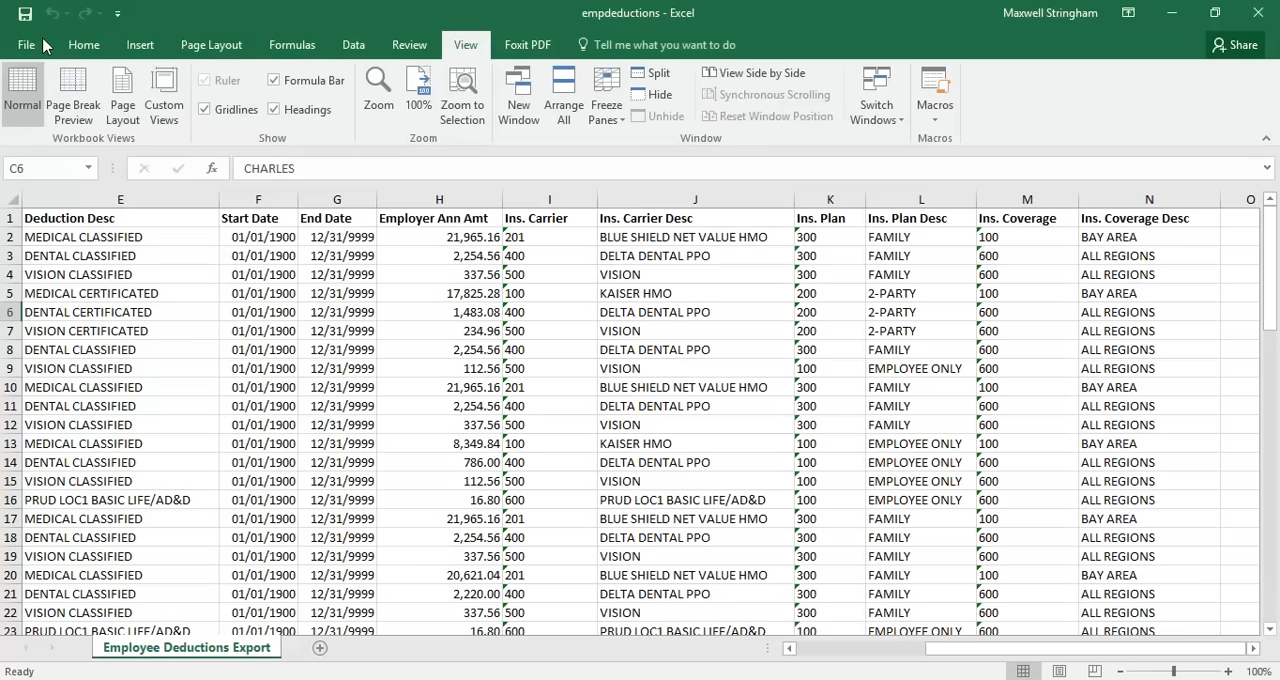 empdeductions - Excel
Maxwell Stringham
File Home Insert Page Layout Formulas Data Review View Foxit PDF Tell me what you want to do Share
Normal
Page Break Preview
Page Layout
Custom Views
Workbook Views
Ruler
Formula Bar
Gridlines
Headings
Show
Zoom
100%
Zoom to Selection
Zoom
New Window
Arrange All
Freeze Panes
Split
Hide
Unhide
View Side by Side
Synchronous Scrolling
Reset Window Position
Window
Switch Windows
Macros
Macros
C6 fx CHARLES
E F G H I J K L M N O
1 Deduction Desc Start Date End Date Employer Ann Amt Ins. Carrier Ins. Carrier Desc Ins. Plan Ins. Plan Desc Ins. Coverage Ins. Coverage Desc
2 MEDICAL CLASSIFIED 01/01/1900 12/31/9999 21,965.16 201 BLUE SHIELD NET VALUE HMO 300 FAMILY 100 BAY AREA
3 DENTAL CLASSIFIED 01/01/1900 12/31/9999 2,254.56 400 DELTA DENTAL PPO 300 FAMILY 600 ALL REGIONS
4 VISION CLASSIFIED 01/01/1900 12/31/9999 337.56 500 VISION 300 FAMILY 600 ALL REGIONS
5 MEDICAL CERTIFICATED 01/01/1900 12/31/9999 17,825.28 100 KAISER HMO 200 2-PARTY 100 BAY AREA
6 DENTAL CERTIFICATED 01/01/1900 12/31/9999 1,483.08 400 DELTA DENTAL PPO 200 2-PARTY 600 ALL REGIONS
7 VISION CERTIFICATED 01/01/1900 12/31/9999 234.96 500 VISION 200 2-PARTY 600 ALL REGIONS
8 DENTAL CLASSIFIED 01/01/1900 12/31/9999 2,254.56 400 DELTA DENTAL PPO 300 FAMILY 600 ALL REGIONS
9 VISION CLASSIFIED 01/01/1900 12/31/9999 112.56 500 VISION 100 EMPLOYEE ONLY 600 ALL REGIONS
10 MEDICAL CLASSIFIED 01/01/1900 12/31/9999 21,965.16 201 BLUE SHIELD NET VALUE HMO 300 FAMILY 100 BAY AREA
11 DENTAL CLASSIFIED 01/01/1900 12/31/9999 2,254.56 400 DELTA DENTAL PPO 300 FAMILY 600 ALL REGIONS
12 VISION CLASSIFIED 01/01/1900 12/31/9999 337.56 500 VISION 300 FAMILY 600 ALL REGIONS
13 MEDICAL CLASSIFIED 01/01/1900 12/31/9999 8,349.84 100 KAISER HMO 100 EMPLOYEE ONLY 100 BAY AREA
14 DENTAL CLASSIFIED 01/01/1900 12/31/9999 786.00 400 DELTA DENTAL PPO 100 EMPLOYEE ONLY 600 ALL REGIONS
15 VISION CLASSIFIED 01/01/1900 12/31/9999 112.56 500 VISION 100 EMPLOYEE ONLY 600 ALL REGIONS
16 PRUD LOC1 BASIC LIFE/AD&D 01/01/1900 12/31/9999 16.80 600 PRUD LOC1 BASIC LIFE/AD&D 100 EMPLOYEE ONLY 600 ALL REGIONS
17 MEDICAL CLASSIFIED 01/01/1900 12/31/9999 21,965.16 201 BLUE SHIELD NET VALUE HMO 300 FAMILY 100 BAY AREA
18 DENTAL CLASSIFIED 01/01/1900 12/31/9999 2,254.56 400 DELTA DENTAL PPO 300 FAMILY 600 ALL REGIONS
19 VISION CLASSIFIED 01/01/1900 12/31/9999 337.56 500 VISION 300 FAMILY 600 ALL REGIONS
20 MEDICAL CLASSIFIED 01/01/1900 12/31/9999 20,621.04 201 BLUE SHIELD NET VALUE HMO 300 FAMILY 100 BAY AREA
21 DENTAL CLASSIFIED 01/01/1900 12/31/9999 2,220.00 400 DELTA DENTAL PPO 300 FAMILY 600 ALL REGIONS
22 VISION CLASSIFIED 01/01/1900 12/31/9999 337.56 500 VISION 300 FAMILY 600 ALL REGIONS
23 PRUD LOC1 BASIC LIFE/AD&D 01/01/1900 12/31/9999 16.80 600 PRUD LOC1 BASIC LIFE/AD&D 100 EMPLOYEE ONLY 600 ALL REGIONS
Employee Deductions Export
Ready 100%